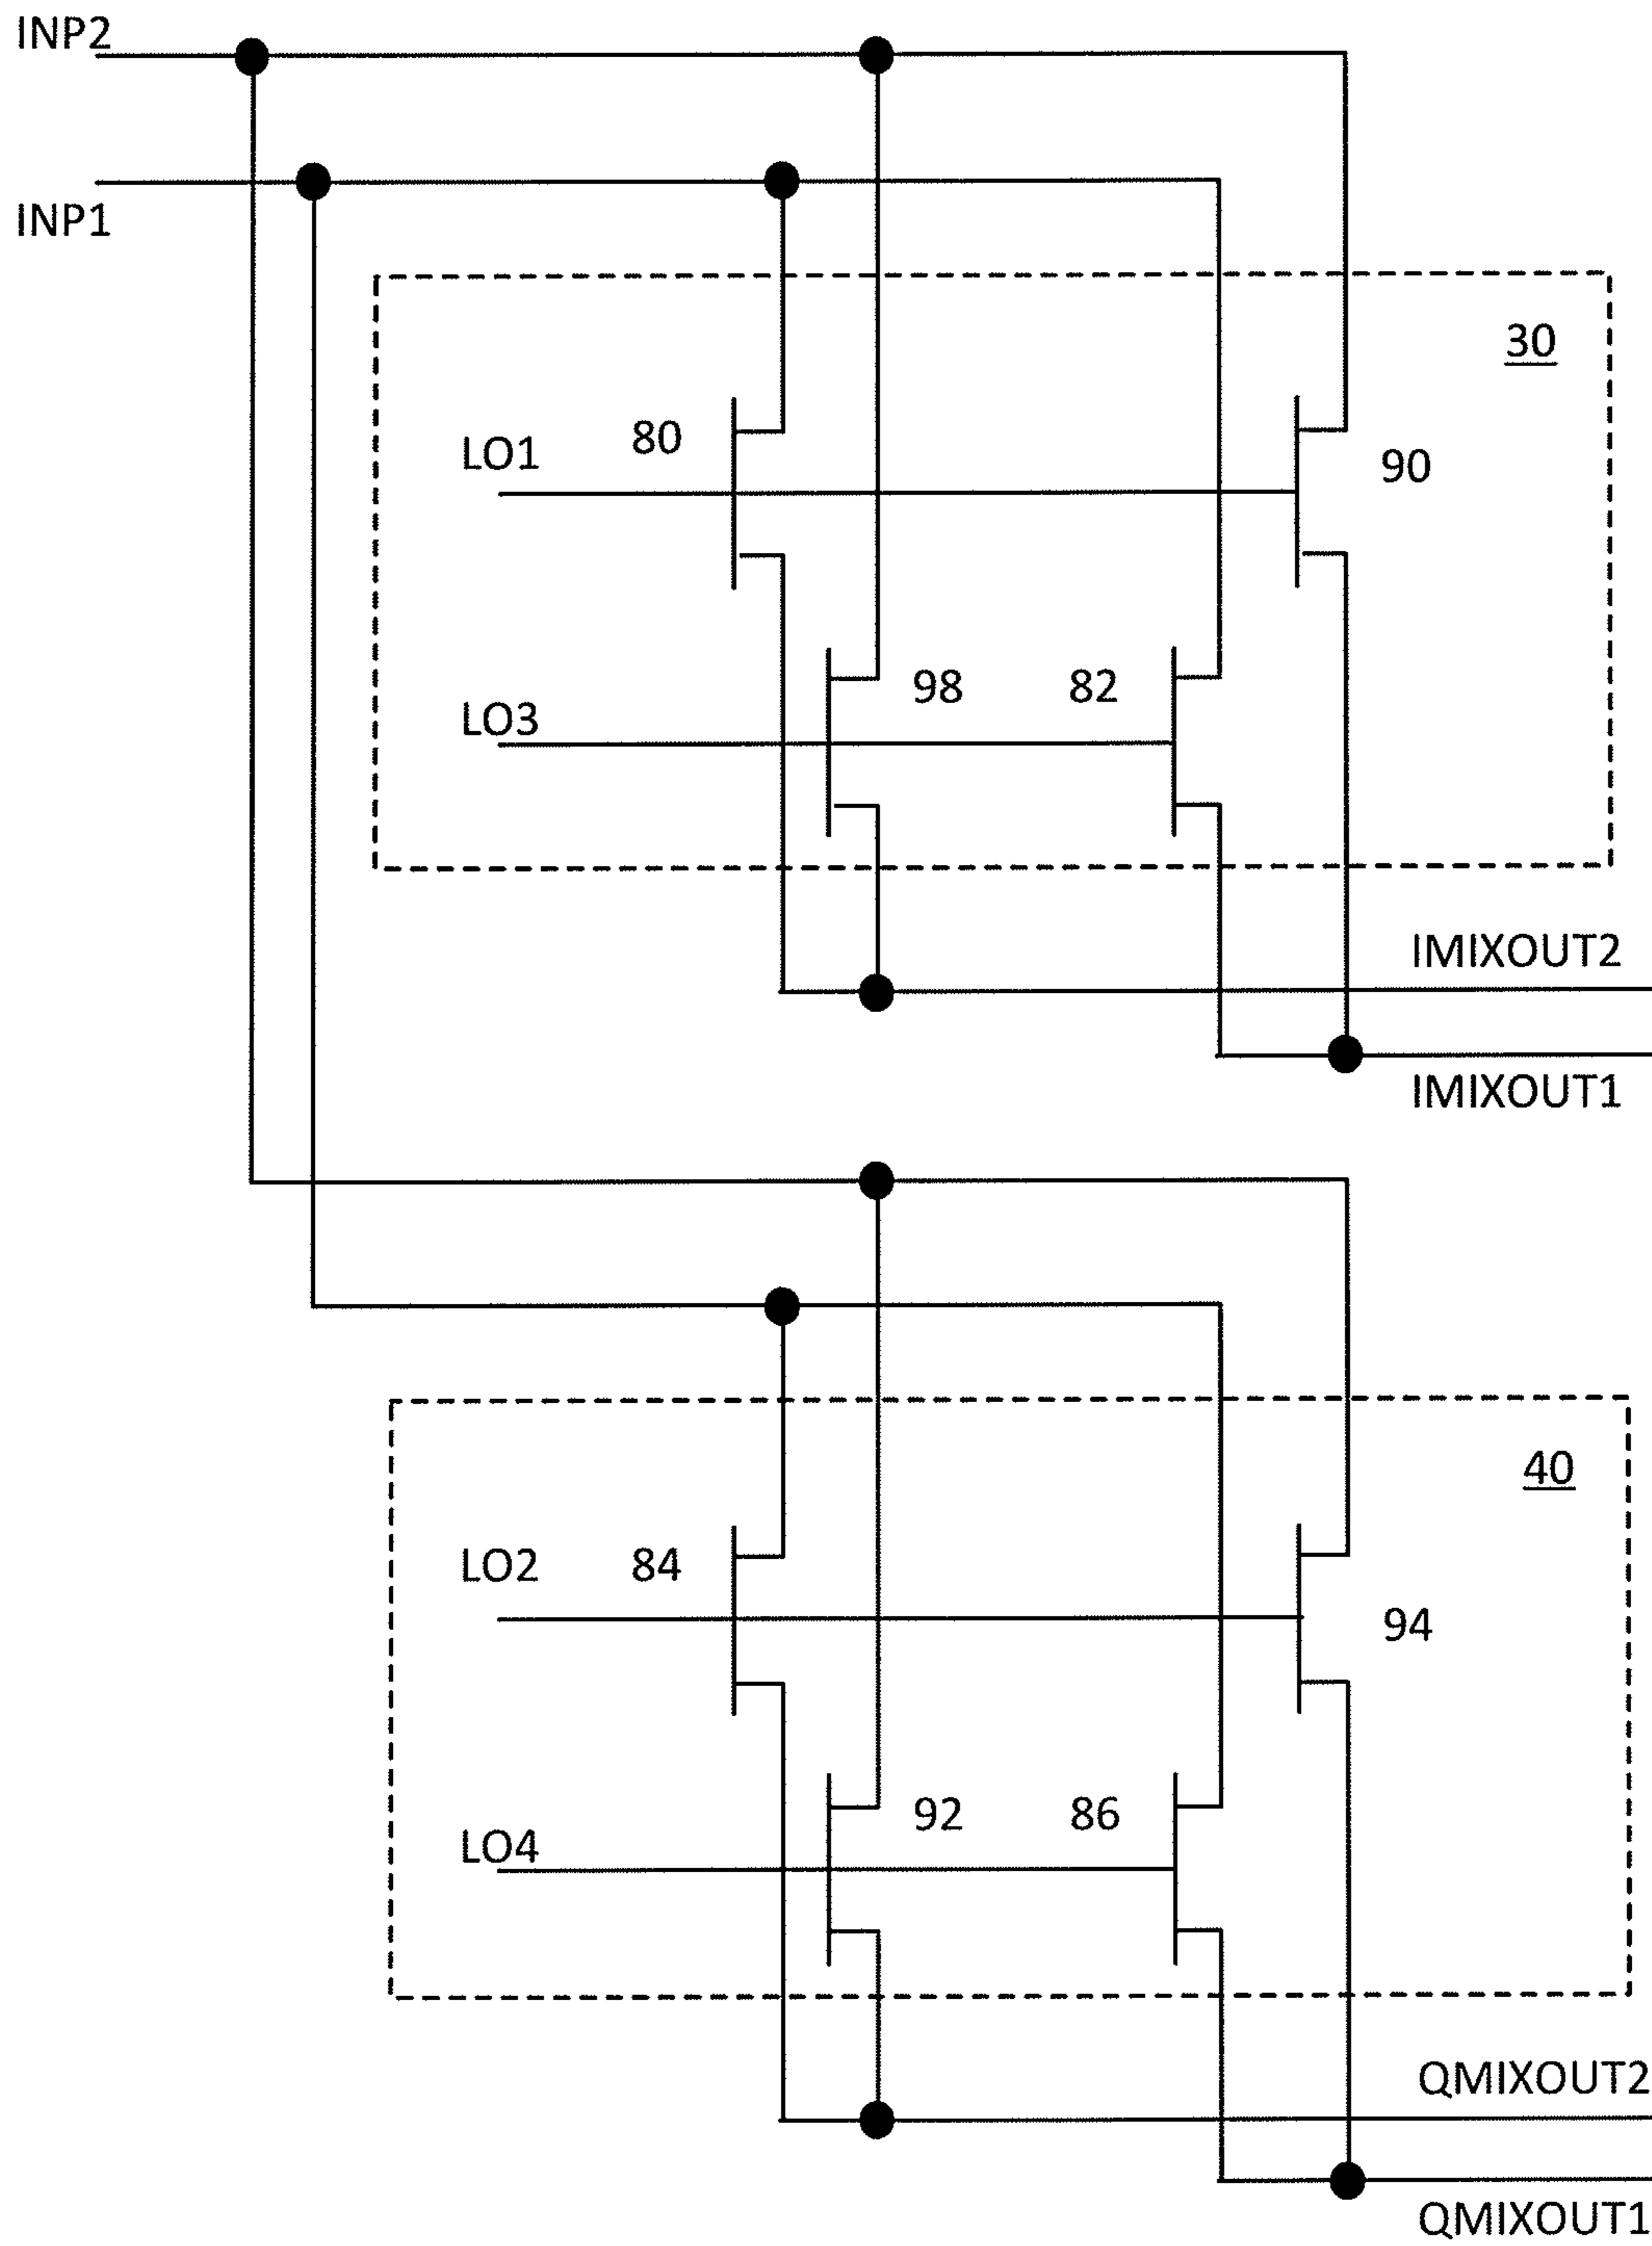 INP2
INP1
30
LO1
80
90
LO3
98
82
IMIXOUT2
IMIXOUT1
40
LO2
84
94
LO4
92
86
QMIXOUT2
QMIXOUT1